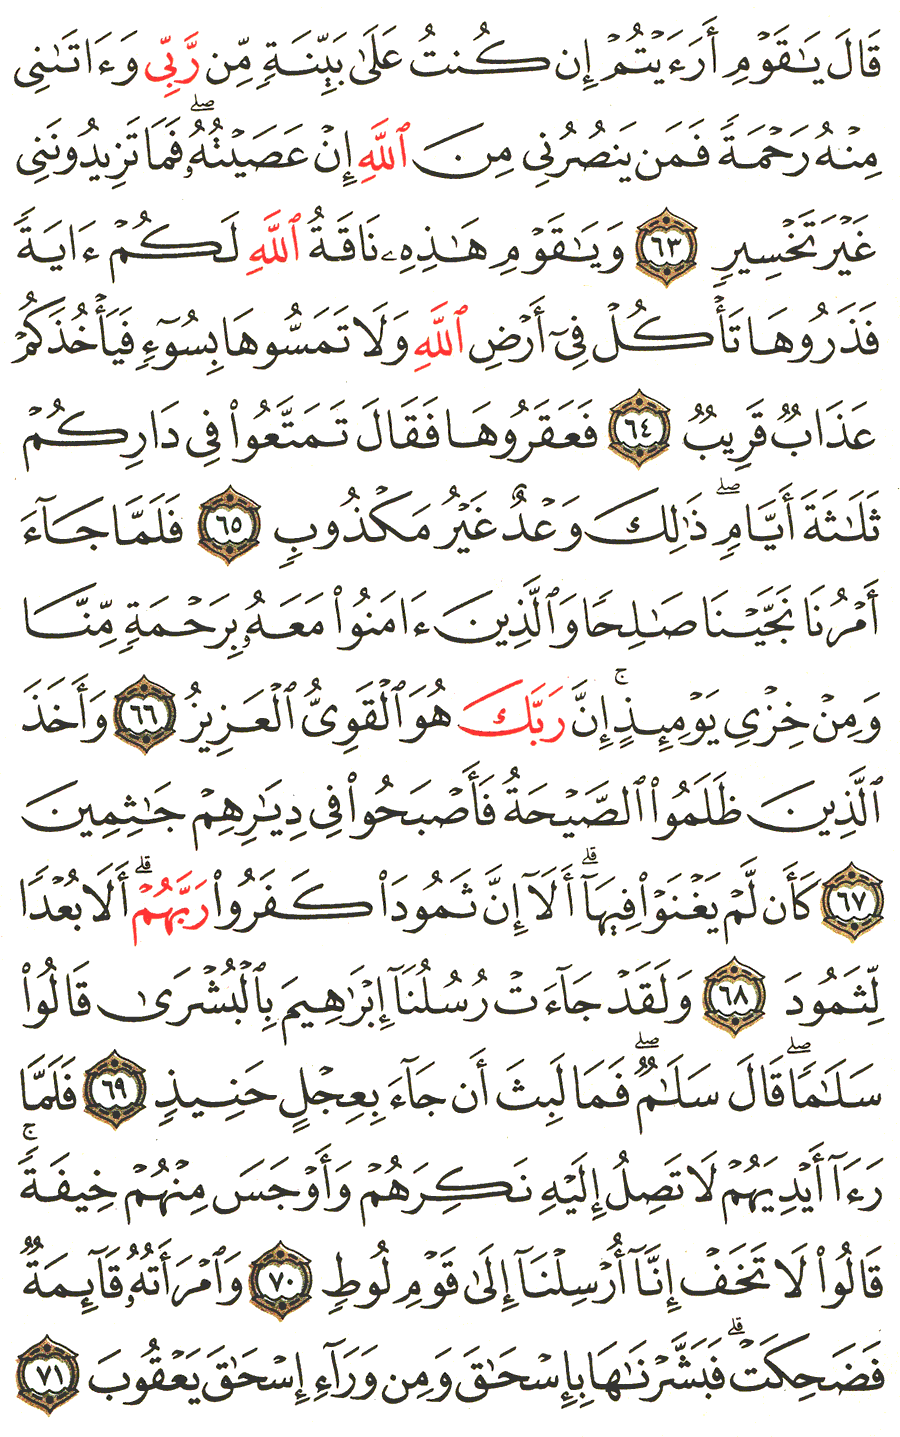 قَالَ يَـٰقَوْمِ أَرَءَيْتُمْ إِن كُنتُ عَلَىٰ بَيِّنَةٍ مِّن رَّبِّى وَءَاتَىٰنِى
مِنْهُ رَحْمَةً فَمَن يَنصُرُنِى مِنَ ٱللَّهِ إِنْ عَصَيْتُهُۥ ۖ فَمَا تَزِيدُونَنِى
غَيْرَ تَخْسِيرٍ ٦٣ وَيَـٰقَوْمِ هَـٰذِهِۦ نَاقَةُ ٱللَّهِ لَكُمْ ءَايَةً
فَذَرُوهَا تَأْكُلْ فِىٓ أَرْضِ ٱللَّهِ وَلَا تَمَسُّوهَا بِسُوٓءٍ فَيَأْخُذَكُمْ
عَذَابٌ قَرِيبٌ ٦٤ فَعَقَرُوهَا فَقَالَ تَمَتَّعُوا۟ فِى دَارِكُمْ
ثَلَـٰثَةَ أَيَّامٍ ۖ ذَٰلِكَ وَعْدٌ غَيْرُ مَكْذُوبٍ ٦٥ فَلَمَّا جَآءَ
أَمْرُنَا نَجَّيْنَا صَـٰلِحًا وَٱلَّذِينَ ءَامَنُوا۟ مَعَهُۥ بِرَحْمَةٍ مِّنَّا
وَمِنْ خِزْىِ يَوْمِئِذٍ ۗ إِنَّ رَبَّكَ هُوَ ٱلْقَوِىُّ ٱلْعَزِيزُ ٦٦ وَأَخَذَ
ٱلَّذِينَ ظَلَمُوا۟ ٱلصَّيْحَةُ فَأَصْبَحُوا۟ فِى دِيَـٰرِهِمْ جَـٰثِمِينَ
٦٧ كَأَن لَّمْ يَغْنَوْا۟ فِيهَآ ۗ أَلَآ إِنَّ ثَمُودَا۟ كَفَرُوا۟ رَبَّهُمْ ۗ أَلَا بُعْدًا
لِّثَمُودَ ٦٨ وَلَقَدْ جَآءَتْ رُسُلُنَآ إِبْرَٰهِيمَ بِٱلْبُشْرَىٰ قَالُوا۟
سَلَـٰمًا ۖ قَالَ سَلَـٰمٌ ۖ فَمَا لَبِثَ أَن جَآءَ بِعِجْلٍ حَنِيذٍ ٦٩ فَلَمَّا
رَءَآ أَيْدِيَهُمْ لَا تَصِلُ إِلَيْهِ نَكِرَهُمْ وَأَوْجَسَ مِنْهُمْ خِيفَةً ۚ
قَالُوا۟ لَا تَخَفْ إِنَّآ أُرْسِلْنَآ إِلَىٰ قَوْمِ لُوطٍ ٧٠ وَٱمْرَأَتُهُۥ قَآئِمَةٌ
فَضَحِكَتْ ۗ فَبَشَّرْنَـٰهَا بِإِسْحَـٰقَ وَمِن وَرَآءِ إِسْحَـٰقَ يَعْقُوبَ ٧١